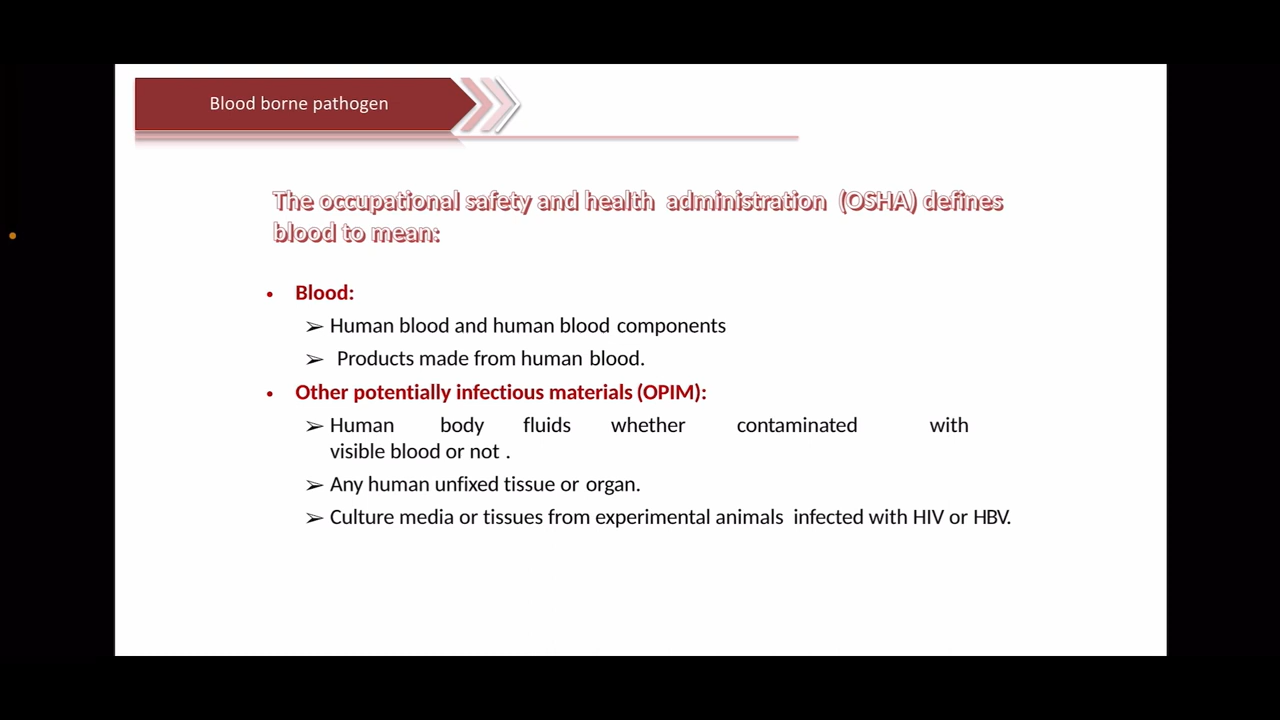 Blood borne pathogen
The occupational safety and health administration (OSHA) defines
blood to mean:
• Blood:
➢ Human blood and human blood components
➢ Products made from human blood.
• Other potentially infectious materials (OPIM):
➢ Human body fluids whether contaminated with
visible blood or not .
➢ Any human unfixed tissue or organ.
➢ Culture media or tissues from experimental animals infected with HIV or HBV.